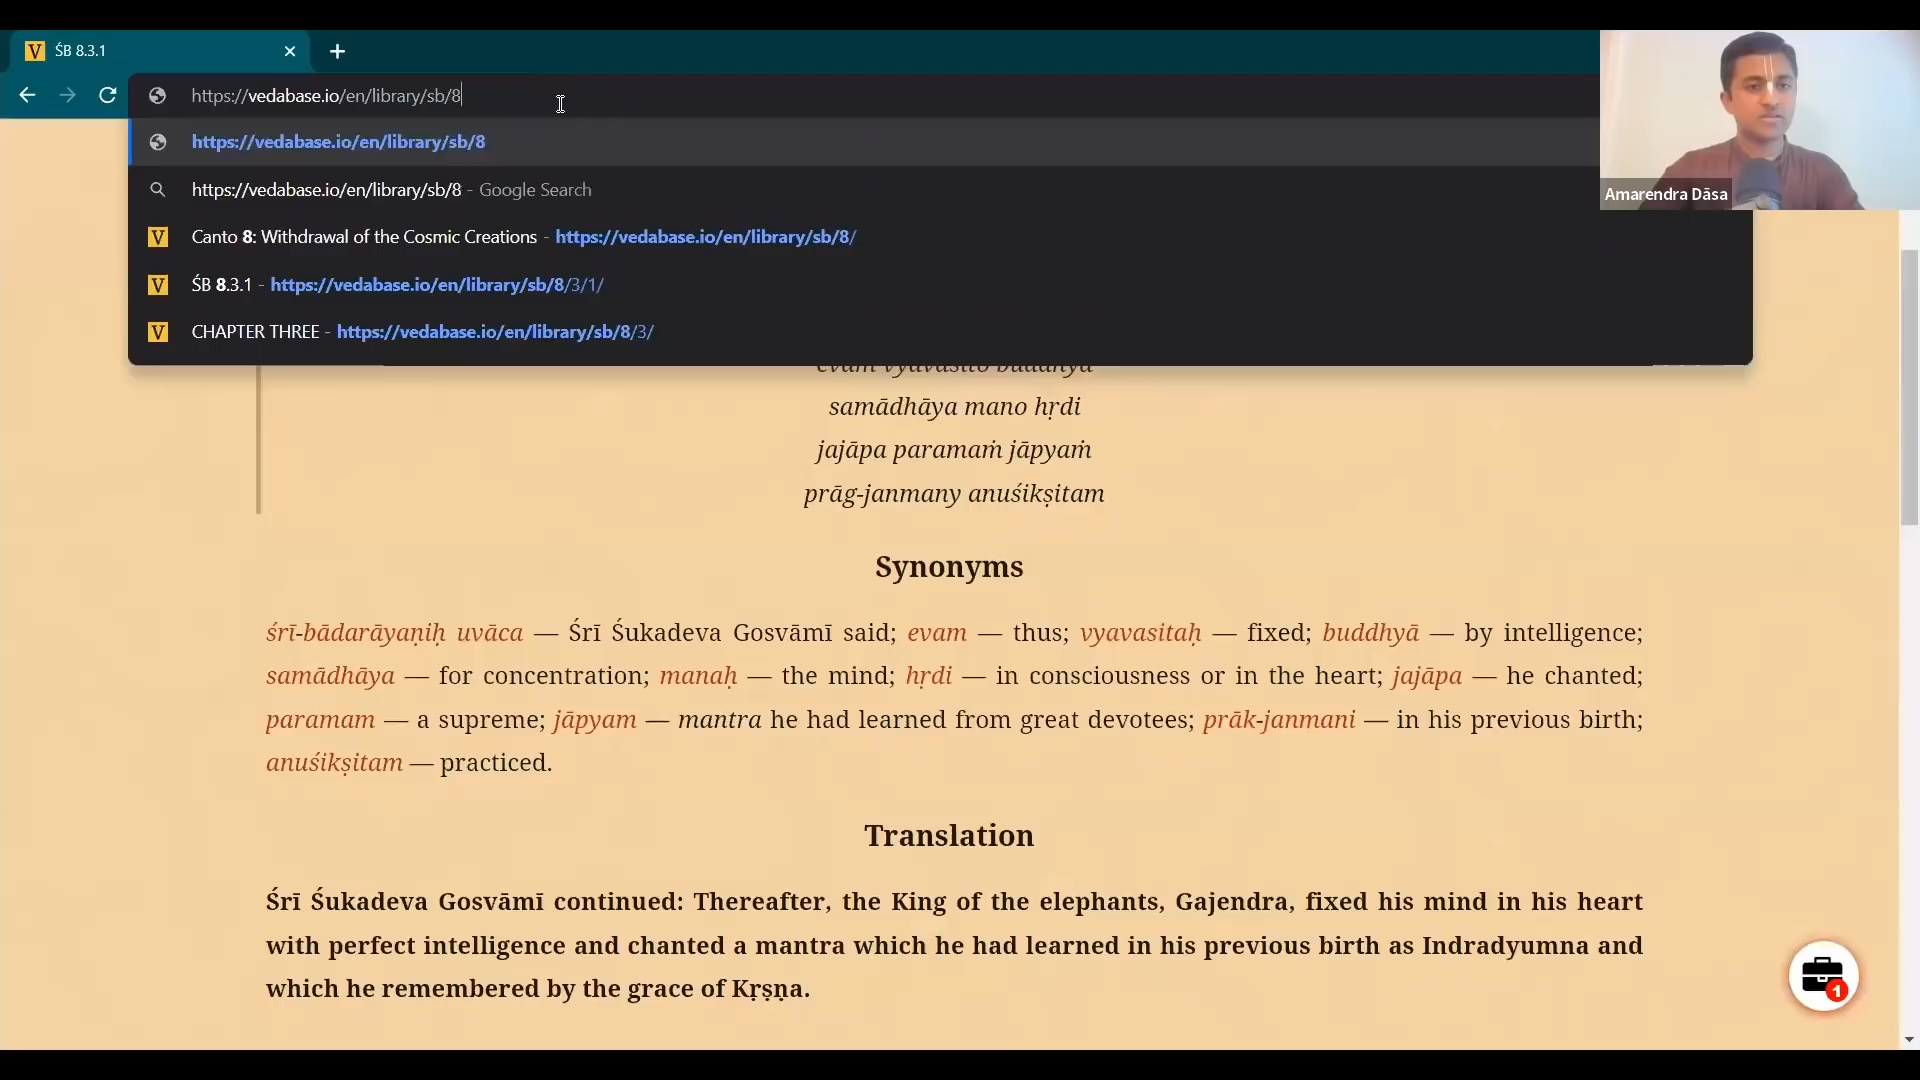 V ŚB 8.3.1
https://vedabase.io/en/library/sb/8
https://vedabase.io/en/library/sb/8
https://vedabase.io/en/library/sb/8 - Google Search
V Canto 8: Withdrawal of the Cosmic Creations - https://vedabase.io/en/library/sb/8/
V ŚB 8.3.1 - https://vedabase.io/en/library/sb/8/3/1/
V CHAPTER THREE - https://vedabase.io/en/library/sb/8/3/
Amarendra Dāsa
samādhāya mano hṛdi
jajāpa paramaṁ jāpyaṁ
prāg-janmany anuśikṣitam
Synonyms
śrī-bādarāyaṇiḥ uvāca — Śrī Śukadeva Gosvāmī said; evam — thus; vyavasitaḥ — fixed; buddhyā — by intelligence;
samādhāya — for concentration; manaḥ — the mind; hṛdi — in consciousness or in the heart; jajāpa — he chanted;
paramam — a supreme; jāpyam — mantra he had learned from great devotees; prāk-janmani — in his previous birth;
anuśikṣitam — practiced.
Translation
Śrī Śukadeva Gosvāmī continued: Thereafter, the King of the elephants, Gajendra, fixed his mind in his heart
with perfect intelligence and chanted a mantra which he had learned in his previous birth as Indradyumna and
which he remembered by the grace of Kṛṣṇa.
1